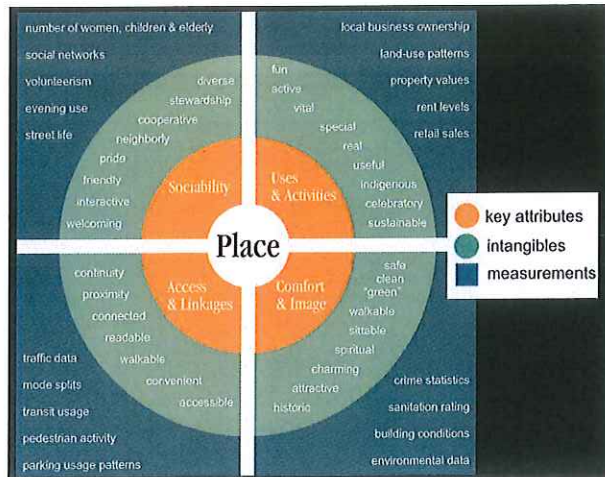 number of women, children & elderly
social networks
volunteerism
evening use
street life
diverse
stewardship
cooperative
neighborly
pride
friendly
interactive
welcoming
Sociability
local business ownership
land-use patterns
property values
rent levels
retail sales
fun
active
vital
special
real
useful
indigenous
celebratory
sustainable
Uses
& Activities
Place
key attributes
intangibles
measurements
Access
& Linkages
continuity
proximity
connected
readable
walkable
convenient
accessible
traffic data
mode splits
transit usage
pedestrian activity
parking usage patterns
Comfort
& Image
safe
clean
"green"
walkable
sittable
spiritual
charming
attractive
historic
crime statistics
sanitation rating
building conditions
environmental data